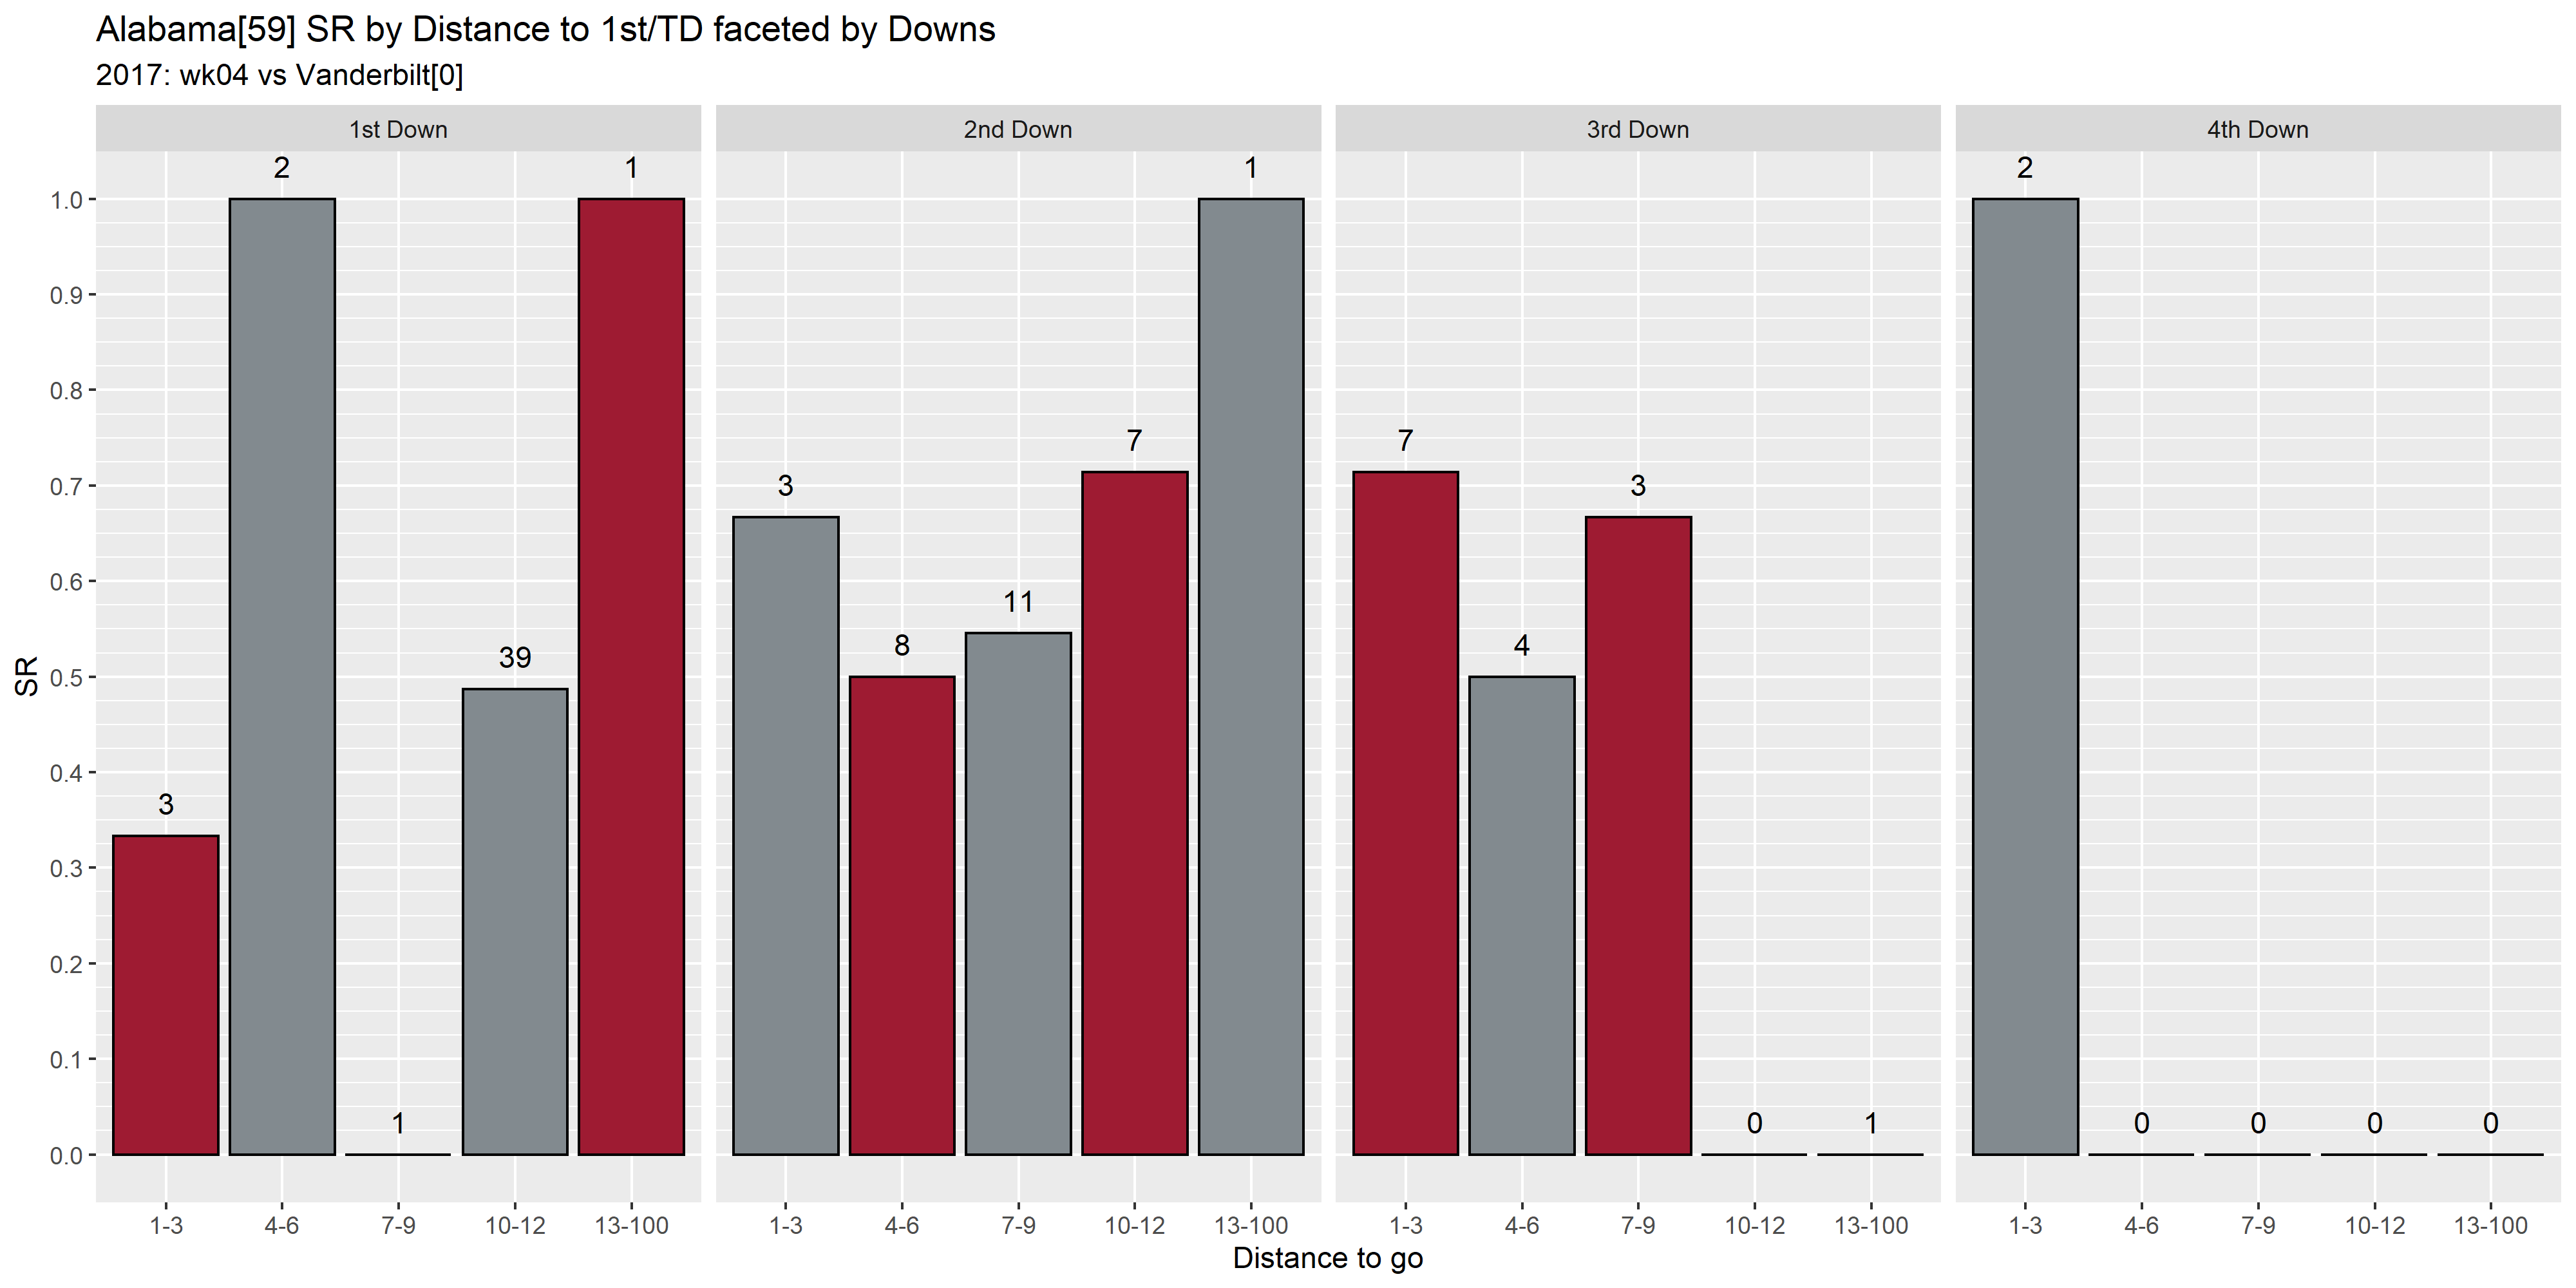 Alabama[59] SR by Distance to 1st/TD faceted by Downs
2017: wk04 vs Vanderbilt[0]
1st Down 2nd Down 3rd Down 4th Down
2 1 1 2
1.0
0.9
0.8
7 7
0.7 3 3
0.6 11
39 8 4
0.5
SR
0.4
3
0.3
0.2
0.1
1 0 1 0 0 0 0
0.0
1-3 4-6 7-9 10-12 13-100 1-3 4-6 7-9 10-12 13-100 1-3 4-6 7-9 10-12 13-100 1-3 4-6 7-9 10-12 13-100
Distance to go